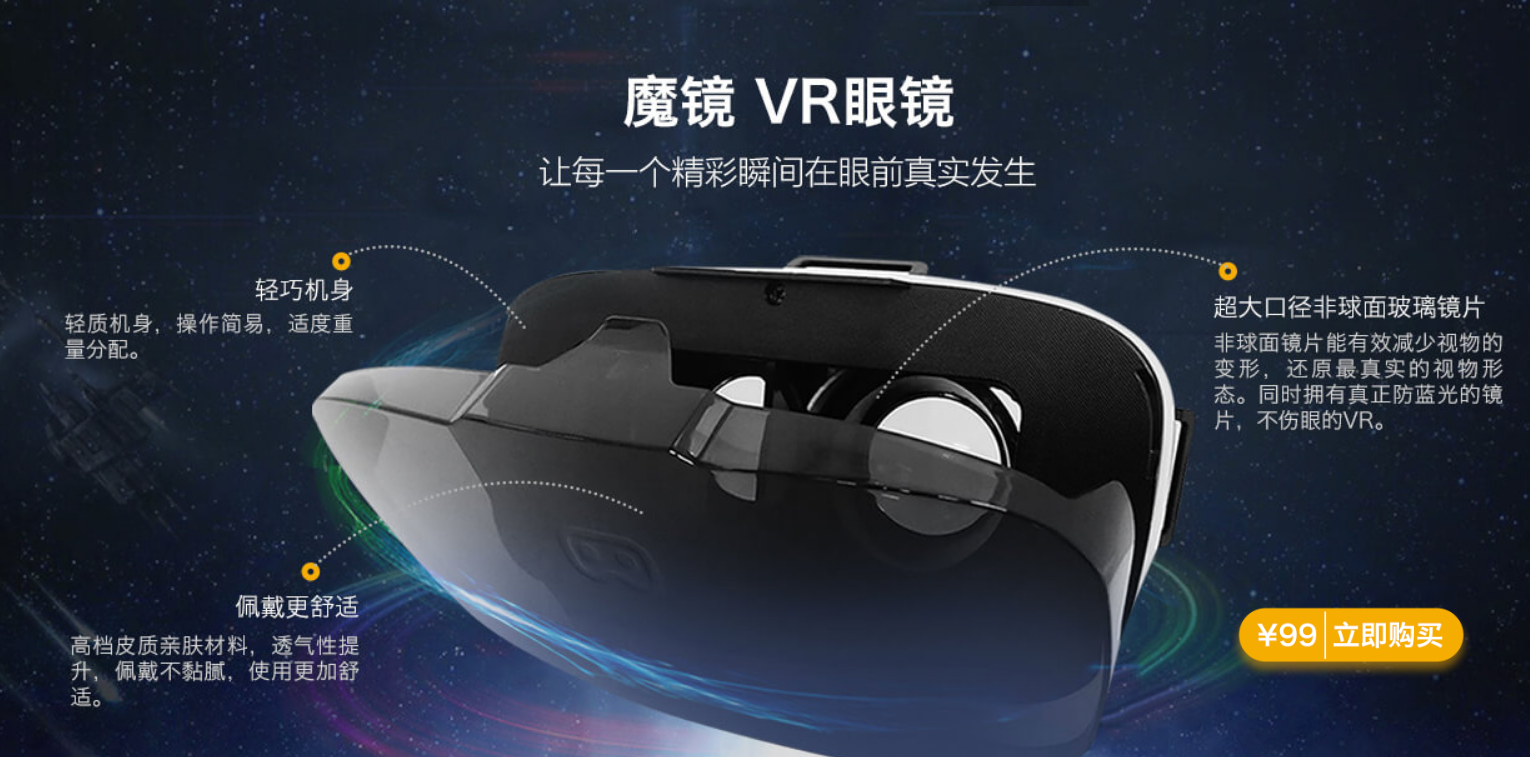 魔镜 VR眼镜
让每一个精彩瞬间在眼前真实发生
轻巧机身
轻质机身，操作简易，适度重
量分配。
超大口径非球面玻璃镜片
非球面镜片能有效减少视物的
变形，还原最真实的视物形
态。同时拥有真正防蓝光的镜
片，不伤眼的VR。
佩戴更舒适
高档皮质亲肤材料，透气性提
升，佩戴不黏腻，使用更加舒
适。
¥99 立即购买